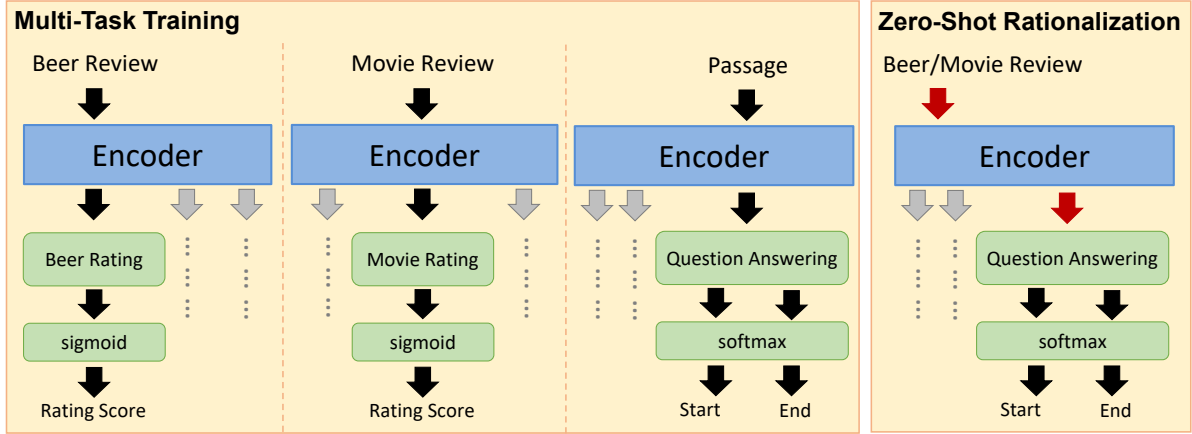 Multi-Task Training
Beer Review
Encoder
Beer Rating
sigmoid
Rating Score
Movie Review
Encoder
Movie Rating
sigmoid
Rating Score
Passage
Encoder
Question Answering
softmax
Start End
Zero-Shot Rationalization
Beer/Movie Review
Encoder
Question Answering
softmax
Start End